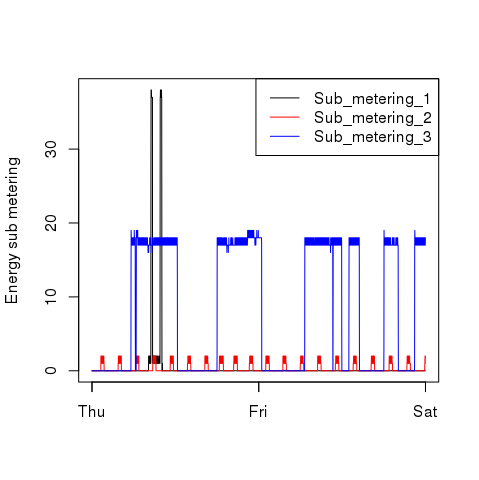 Sub_metering_1
Sub_metering_2
Sub_metering_3
Energy sub metering
30
20
10
0
Thu Fri Sat